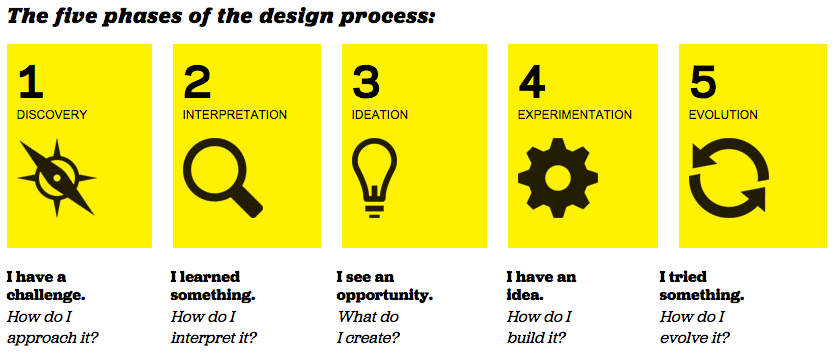 The five phases of the design process:
1
DISCOVERY
I have a
challenge.
How do I
approach it?
2
INTERPRETATION
I learned
something.
How do I
interpret it?
3
IDEATION
I see an
opportunity.
What do
I create?
4
EXPERIMENTATION
I have an
idea.
How do I
build it?
5
EVOLUTION
I tried
something.
How do I
evolve it?